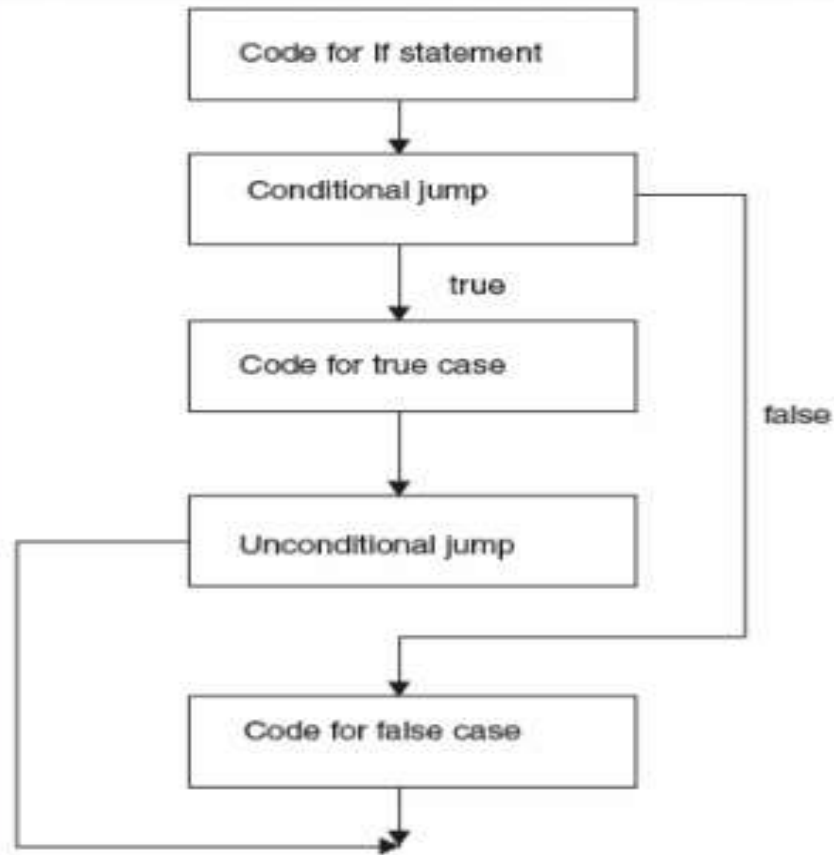 Code for If statement
Conditional jump
true
Code for true case
false
Unconditional jump
Code for false case